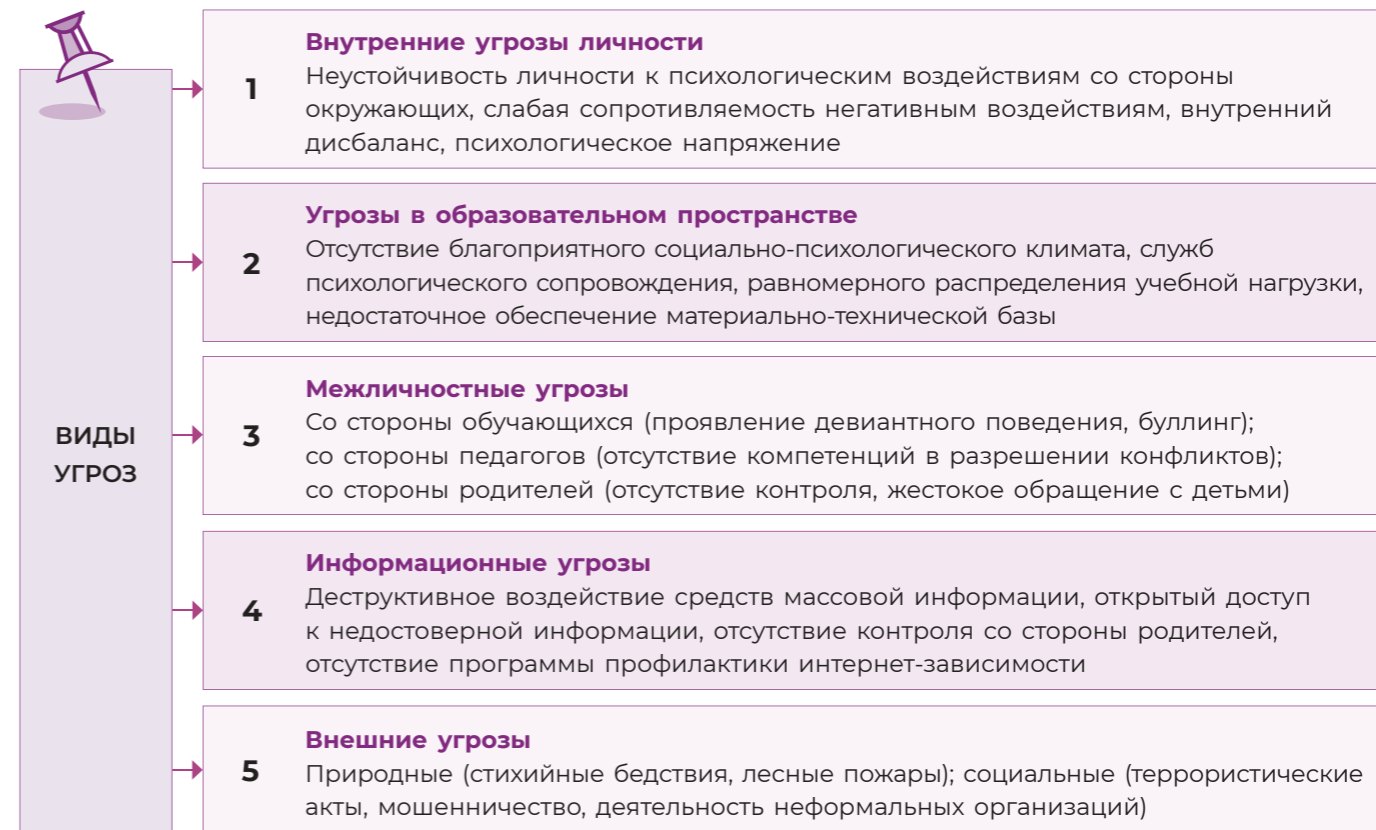 ВИДЫ
УГРОЗ
1
Внутренние угрозы личности
Неустойчивость личности к психологическим воздействиям со стороны
окружающих, слабая сопротивляемость негативным воздействиям, внутренний
дисбаланс, психологическое напряжение
2
Угрозы в образовательном пространстве
Отсутствие благоприятного социально-психологического климата, служб
психологического сопровождения, равномерного распределения учебной нагрузки,
недостаточное обеспечение материально-технической базы
3
Межличностные угрозы
Со стороны обучающихся (проявление девиантного поведения, буллинг);
со стороны педагогов (отсутствие компетенций в разрешении конфликтов);
со стороны родителей (отсутствие контроля, жестокое обращение с детьми)
4
Информационные угрозы
Деструктивное воздействие средств массовой информации, открытый доступ
к недостоверной информации, отсутствие контроля со стороны родителей,
отсутствие программы профилактики интернет-зависимости
5
Внешние угрозы
Природные (стихийные бедствия, лесные пожары); социальные (террористические
акты, мошенничество, деятельность неформальных организаций)